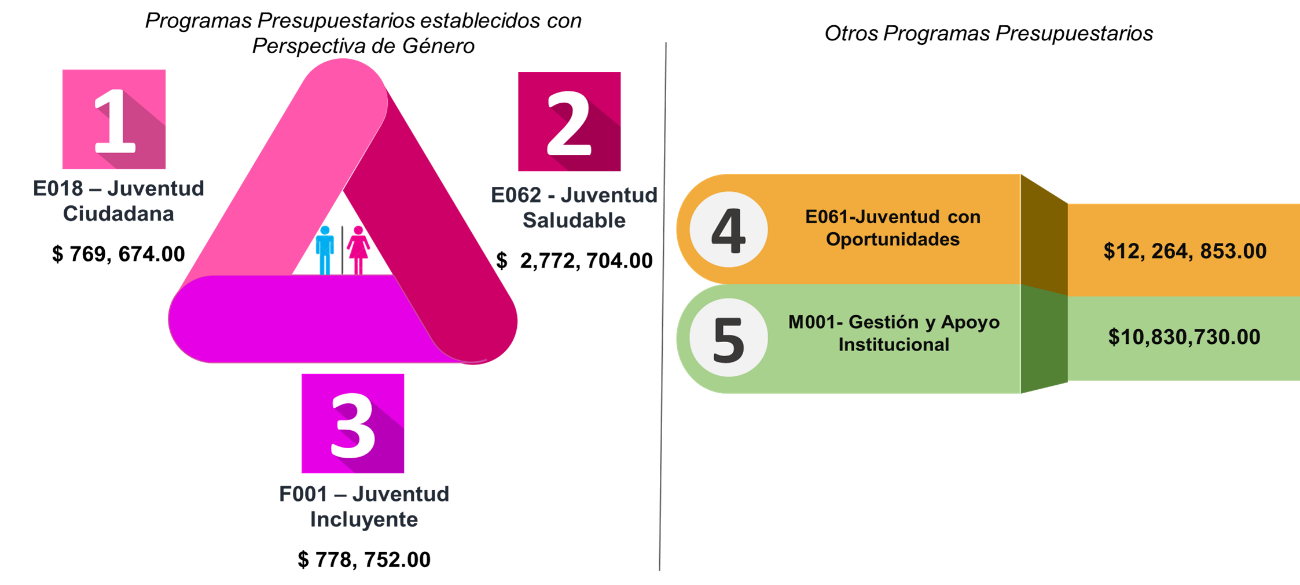 Programas Presupuestarios establecidos con
Perspectiva de Género
1
E018 – Juventud
Ciudadana
$ 769, 674.00
2
E062 - Juventud
Saludable
$ 2,772, 704.00
3
F001 – Juventud
Incluyente
$ 778, 752.00
Otros Programas Presupuestarios
4
E061-Juventud con
Oportunidades
$12, 264, 853.00
5
M001- Gestión y Apoyo
Institucional
$10,830,730.00